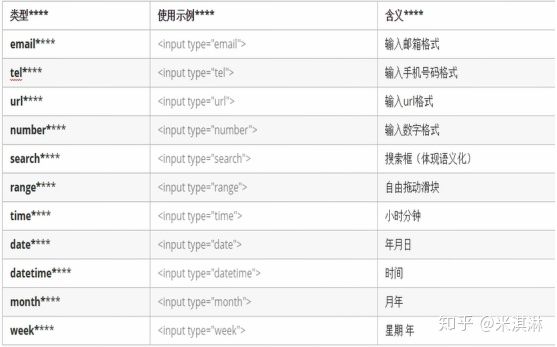 类型**** 使用示例**** 含义****
email**** <input type="email"> 输入邮箱格式
tel**** <input type="tel"> 输入手机号码格式
url**** <input type="url"> 输入url格式
number**** <input type="number"> 输入数字格式
search**** <input type="search"> 搜索框（体现语义化）
range**** <input type="range"> 自由拖动滑块
time**** <input type="time"> 小时分钟
date**** <input type="date"> 年月日
datetime**** <input type="datetime"> 时间
month**** <input type="month"> 月年
week**** <input type="week"> 星期 年
知乎 @米淇淋